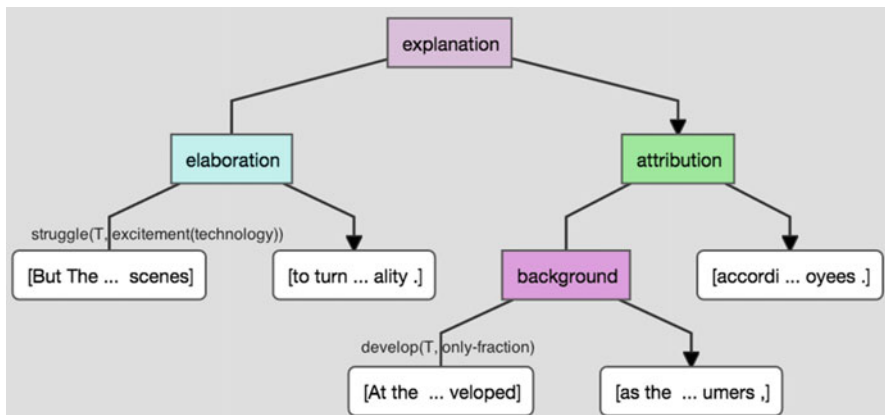 explanation
elaboration
attribution
struggle(T, excitement(technology))
[But The ... scenes]
[to turn ... ality .]
background
[accordi ... oyees .]
develop(T, only-fraction)
[At the ... veloped]
[as the ... umers ,]